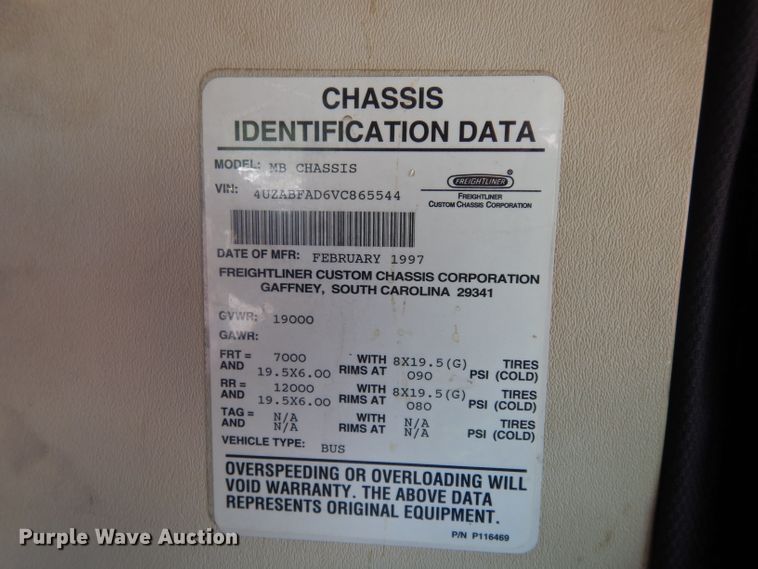 CHASSIS
IDENTIFICATION DATA
MODEL: MB CHASSIS
VIN: 4UZABFAD6VC865544
FREIGHTLINER
FREIGHTLINER
CUSTOM CHASSIS CORPORATION
DATE OF MFR: FEBRUARY 1997
FREIGHTLINER CUSTOM CHASSIS CORPORATION
GAFFNEY, SOUTH CAROLINA 29341
GVWR: 19000
GAWR:
FRT = 7000 WITH 8X19.5(G) TIRES
AND 19.5X6.00 RIMS AT 090 PSI (COLD)
RR = 12000 WITH 8X19.5(G) TIRES
AND 19.5X6.00 RIMS AT 080 PSI (COLD)
TAG = N/A WITH N/A TIRES
AND N/A RIMS AT N/A PSI (COLD)
VEHICLE TYPE: BUS
OVERSPEEDING OR OVERLOADING WILL
VOID WARRANTY. THE ABOVE DATA
REPRESENTS ORIGINAL EQUIPMENT.
P/N P116469
Purple Wave Auction